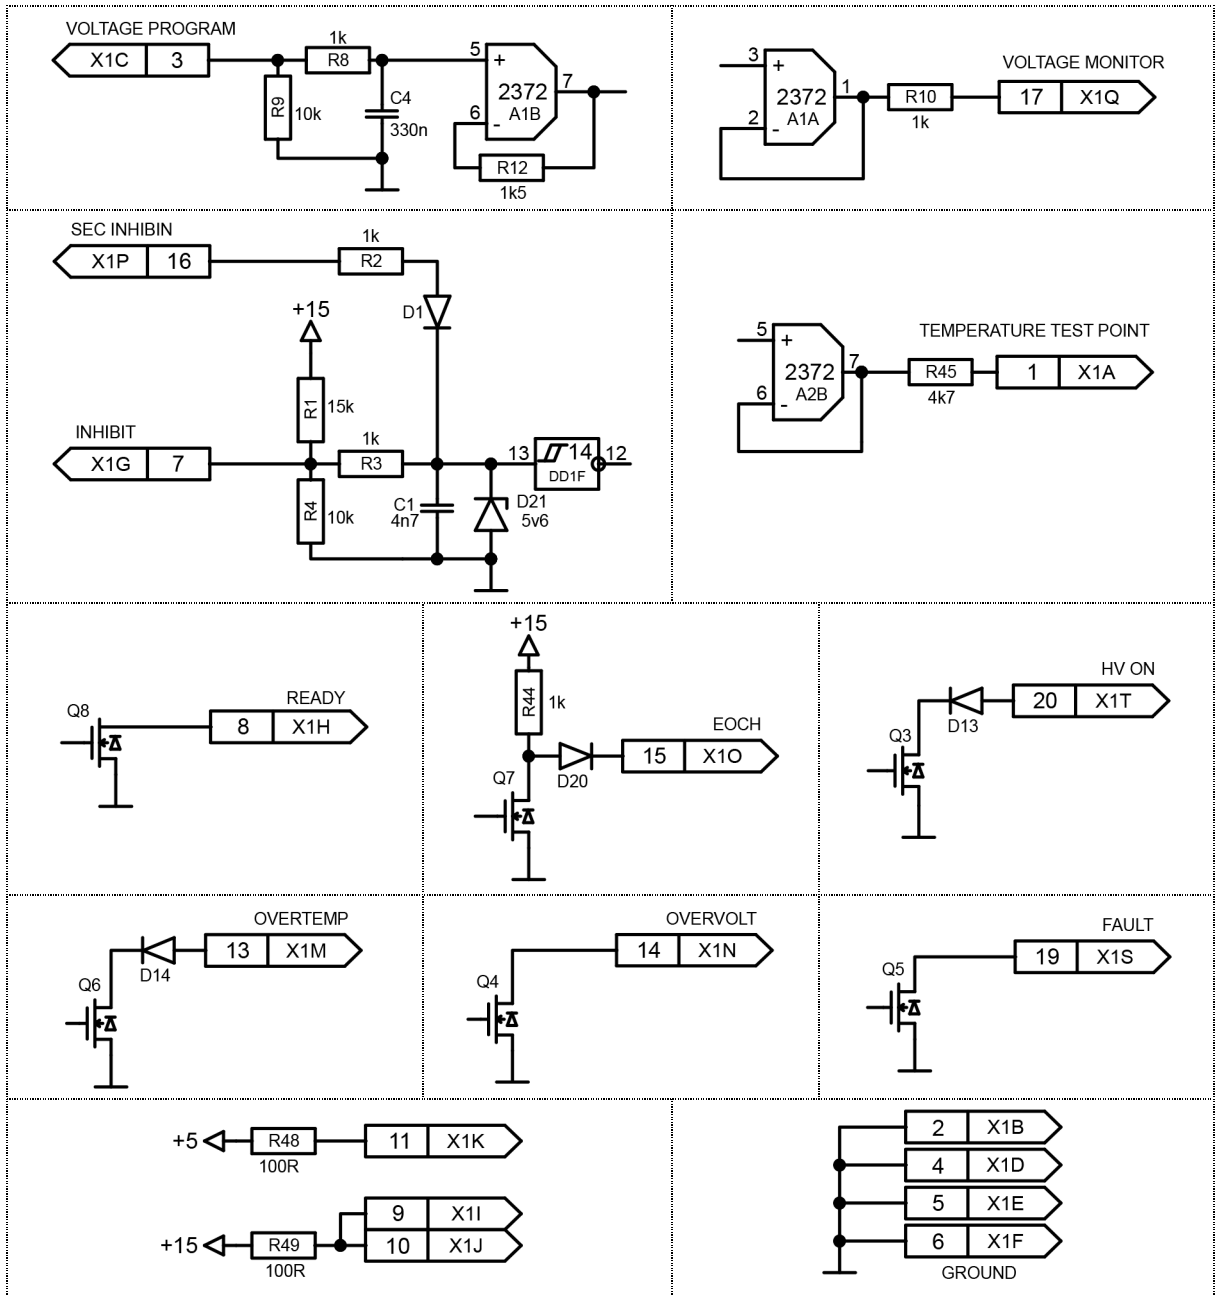 VOLTAGE PROGRAM
X1C 3
1k
R8
R9
10k
C4
330n
5
+
2372
A1B
7
6
-
R12
1k5
3
+
2372
A1A
1
2
-
R10
1k
VOLTAGE MONITOR
17 X1Q
SEC INHIBIN
X1P 16
1k
R2
D1
+15
R1
15k
INHIBIT
X1G 7
1k
R3
R4
10k
C1
4n7
D21
5v6
13
14
DD1F
12
5
+
2372
A2B
7
6
-
R45
4k7
TEMPERATURE TEST POINT
1 X1A
Q8
READY
8 X1H
+15
R44
1k
Q7
D20
EOCH
15 X1O
Q3
D13
HV ON
20 X1T
Q6
D14
OVERTEMP
13 X1M
Q4
OVERVOLT
14 X1N
Q5
FAULT
19 X1S
+5
R48
100R
11 X1K
+15
R49
100R
9 X1I
10 X1J
2 X1B
4 X1D
5 X1E
6 X1F
GROUND